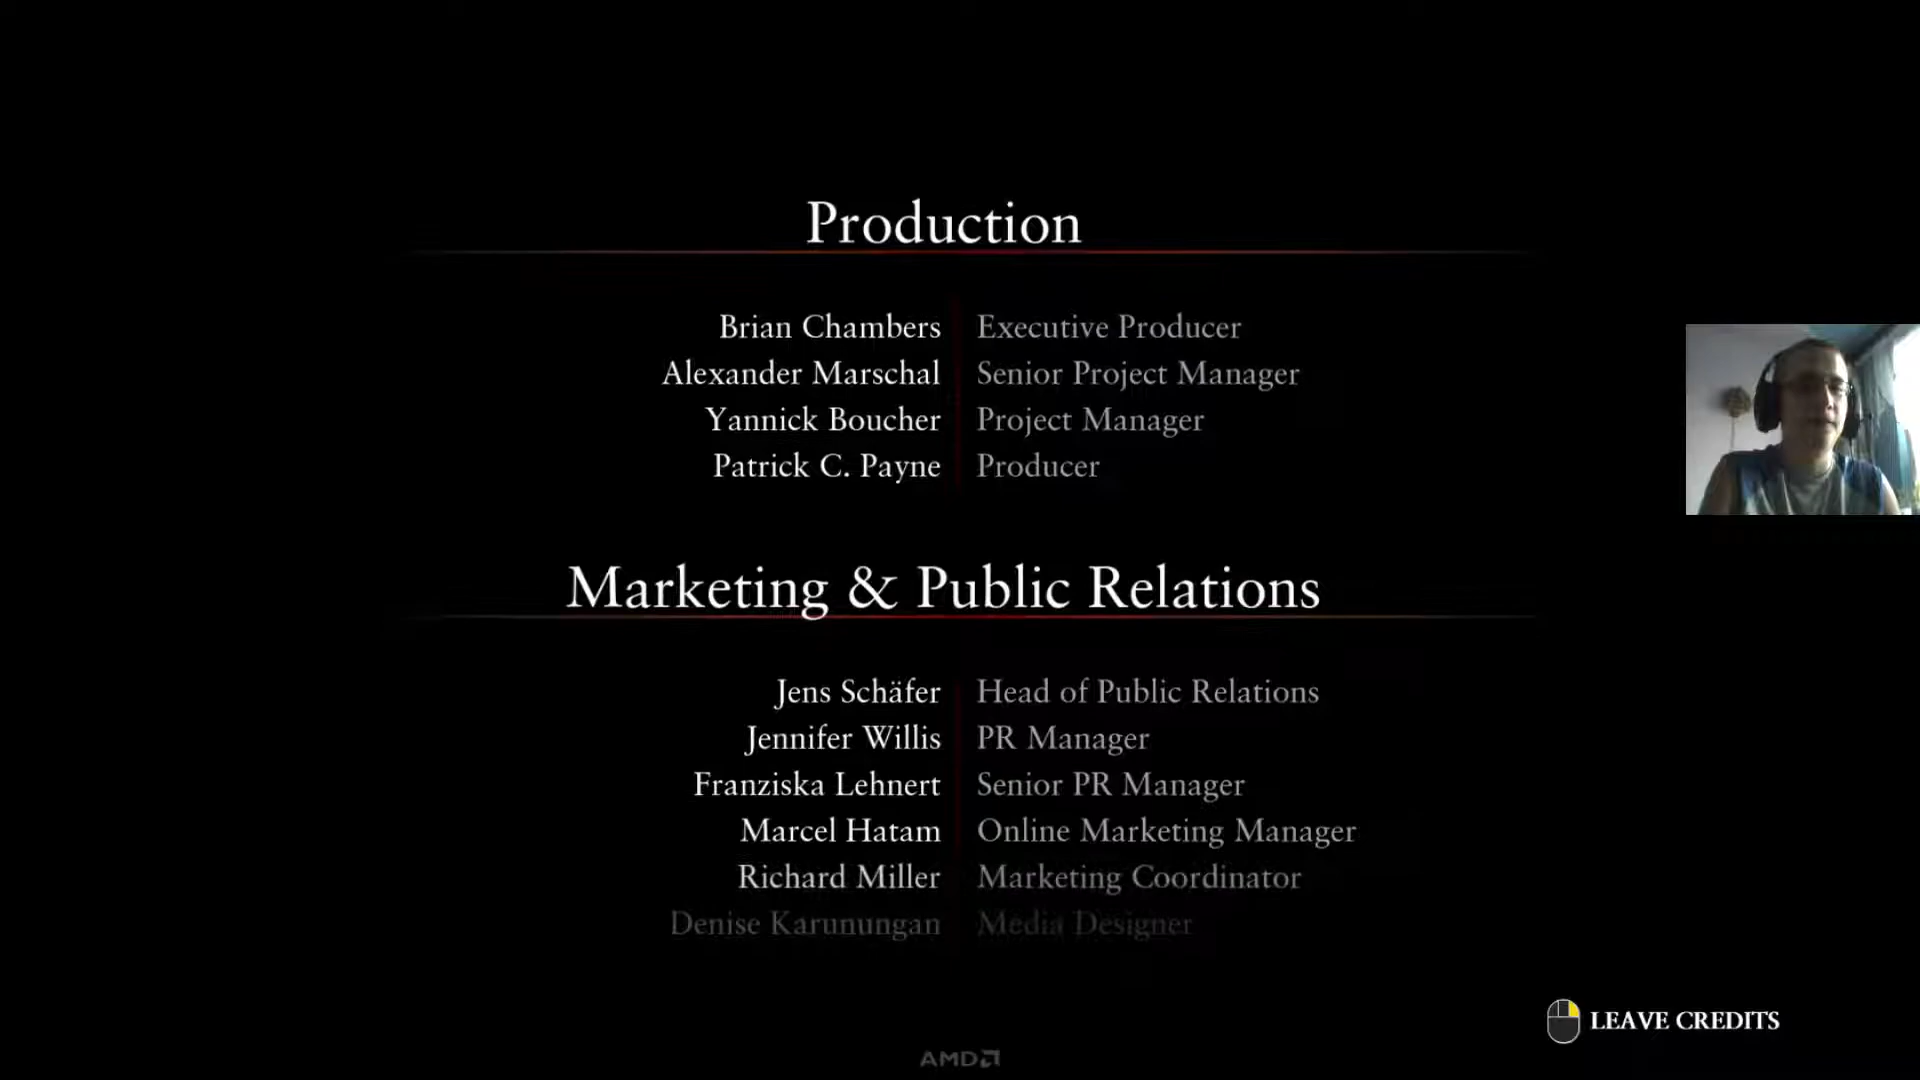 Production
Brian Chambers Executive Producer
Alexander Marschal Senior Project Manager
Yannick Boucher Project Manager
Patrick C. Payne Producer
Marketing & Public Relations
Jens Schäfer Head of Public Relations
Jennifer Willis PR Manager
Franziska Lehnert Senior PR Manager
Marcel Hatam Online Marketing Manager
Richard Miller Marketing Coordinator
Denise Karunungan Media Designer
LEAVE CREDITS
AMD